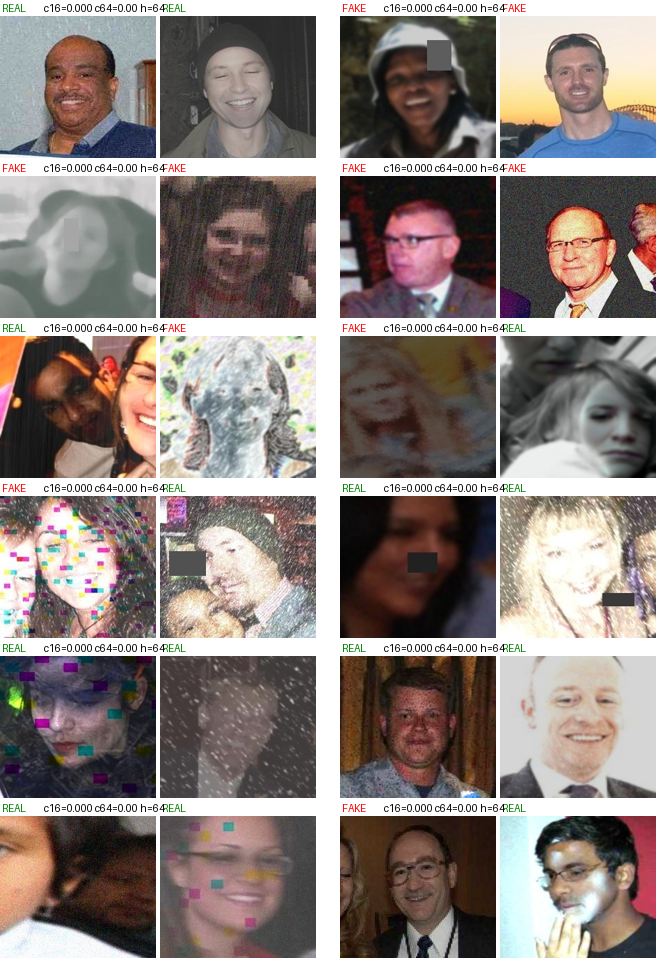 REAL c16=0.000 c64=0.00 h=64 REAL FAKE c16=0.000 c64=0.00 h=64 FAKE
FAKE c16=0.000 c64=0.00 h=64 FAKE FAKE c16=0.000 c64=0.00 h=64 FAKE
REAL c16=0.000 c64=0.00 h=64 FAKE FAKE c16=0.000 c64=0.00 h=64 REAL
FAKE c16=0.000 c64=0.00 h=64 REAL REAL c16=0.000 c64=0.00 h=64 REAL
REAL c16=0.000 c64=0.00 h=64 REAL FAKE c16=0.000 c64=0.00 h=64 REAL
REAL c16=0.000 c64=0.00 h=64 REAL FAKE c16=0.000 c64=0.00 h=64 REAL